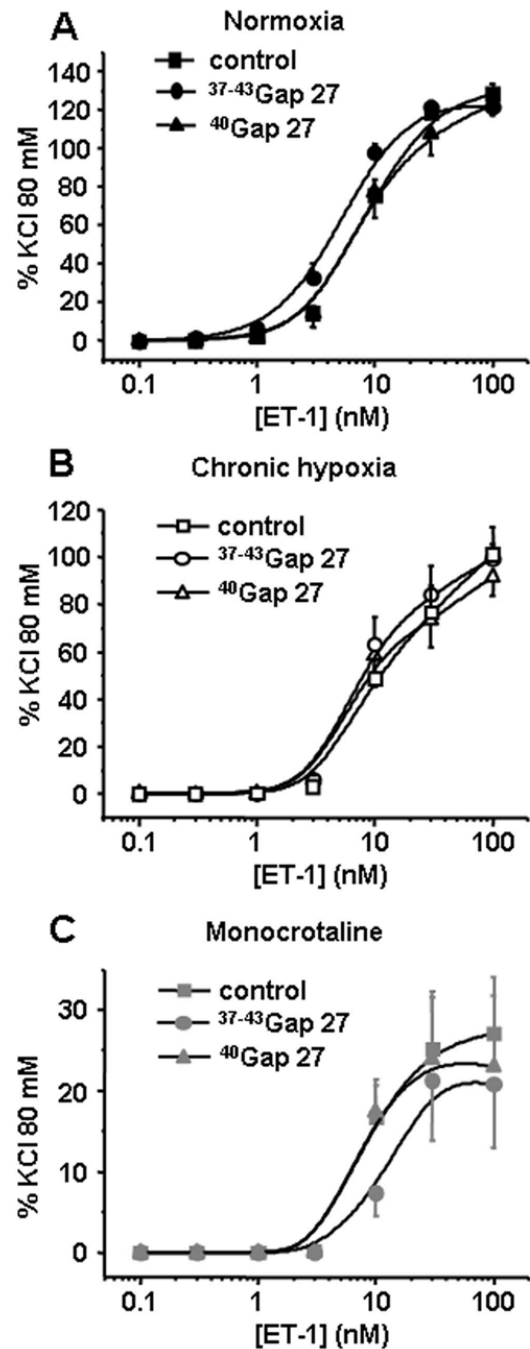 A Normoxia
control
37-43Gap 27
40Gap 27
% KCl 80 mM
140
120
100
80
60
40
20
0
0.1 1 10 100
[ET-1] (nM)
B Chronic hypoxia
control
37-43Gap 27
40Gap 27
% KCl 80 mM
120
100
80
60
40
20
0
0.1 1 10 100
[ET-1] (nM)
C Monocrotaline
control
37-43Gap 27
40Gap 27
% KCl 80 mM
30
20
10
0
0.1 1 10 100
[ET-1] (nM)